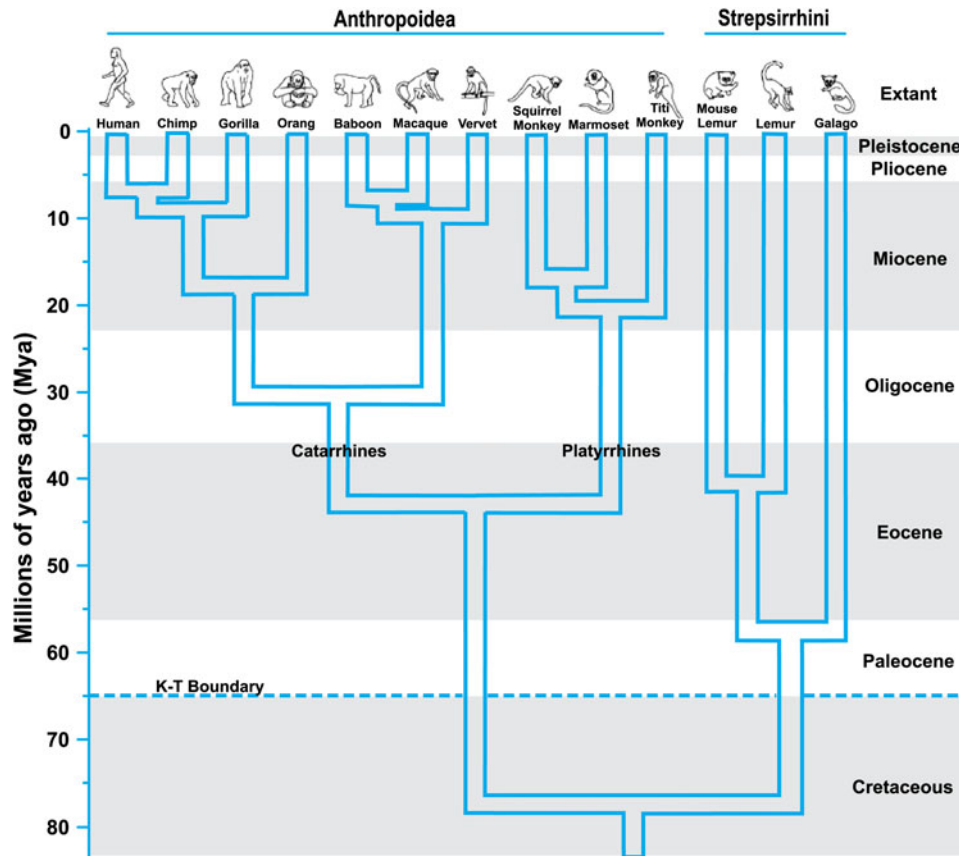 Anthropoidea Strepsirrhini
Extant
Human Chimp Gorilla Orang Baboon Macaque Vervet Squirrel Monkey Marmoset Titi Monkey Mouse Lemur Lemur Galago
0
Pleistocene
Pliocene
10
Miocene
20
30
Oligocene
Catarrhines Platyrrhines
40
Eocene
50
60
Paleocene
K-T Boundary
70
Cretaceous
80
Millions of years ago (Mya)